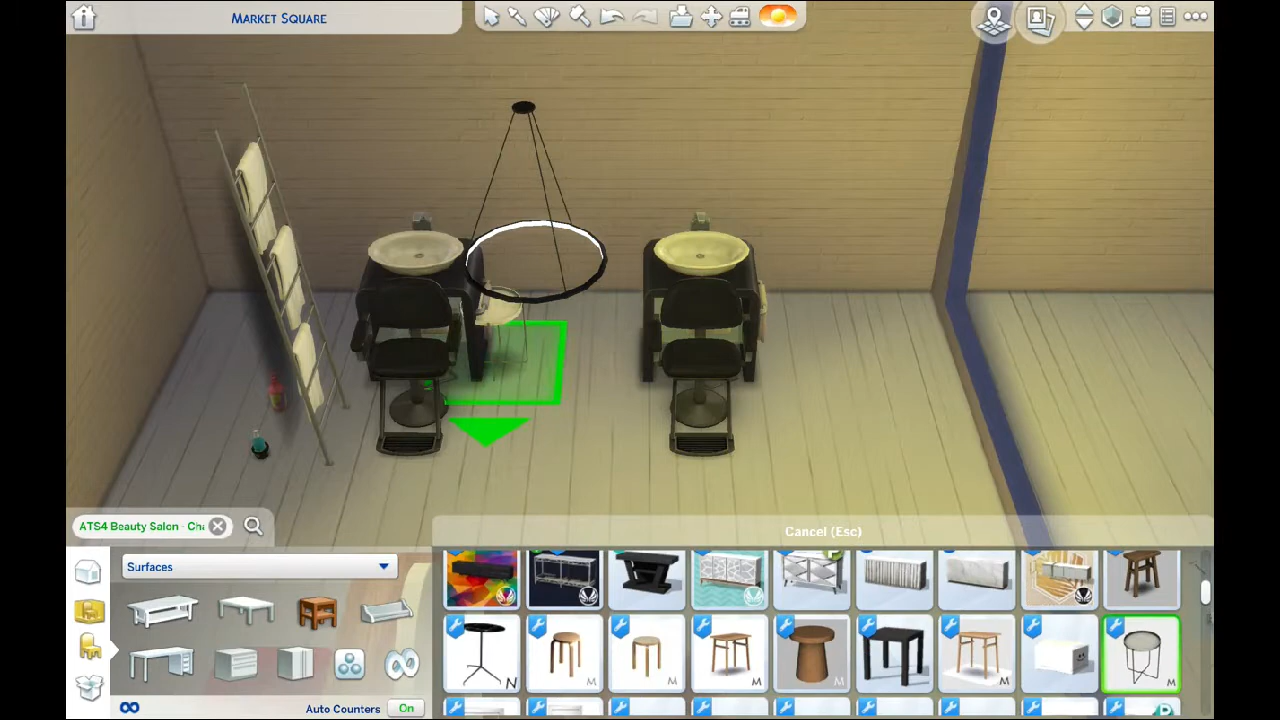 MARKET SQUARE
ATS4 Beauty Salon - Cha
Cancel (Esc)
Surfaces
N
M
M
M
M
M
M
Auto Counters
On